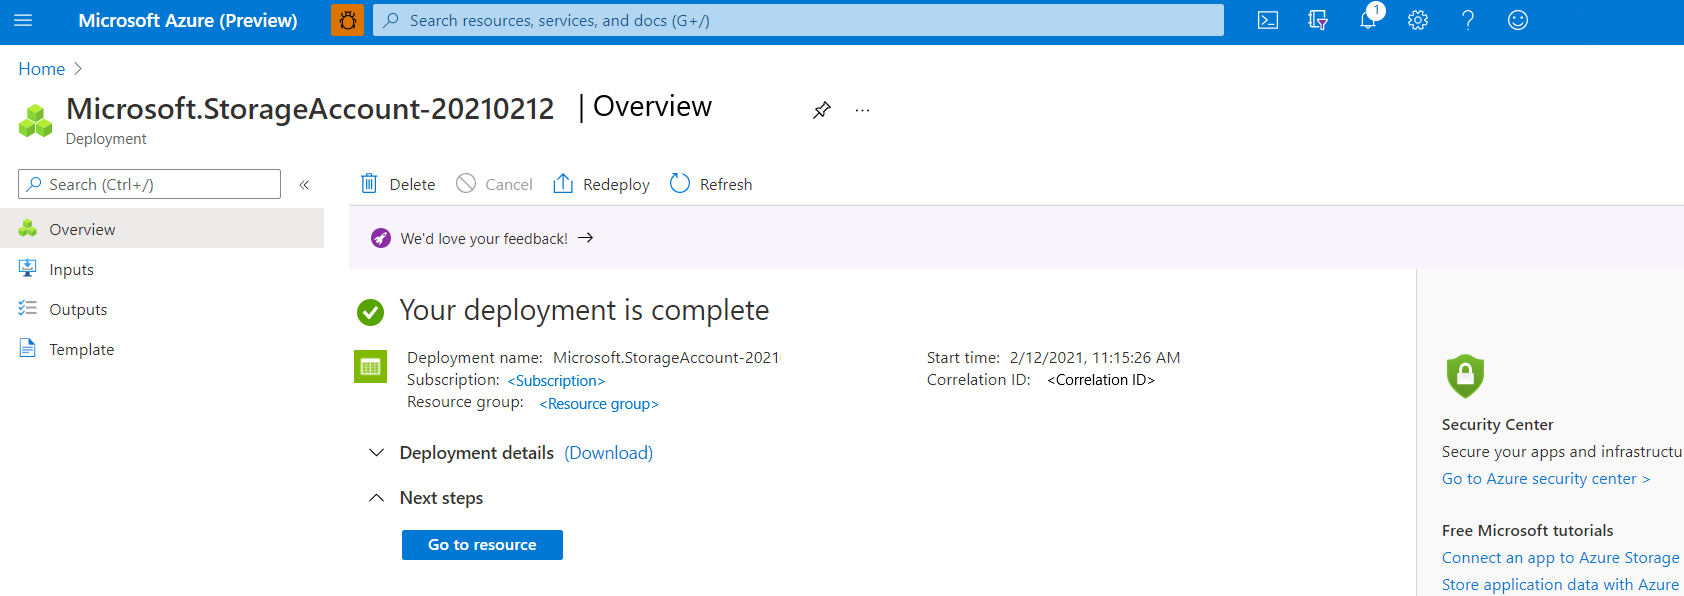 Microsoft Azure (Preview)
Search resources, services, and docs (G+/)
1
Home
Microsoft.StorageAccount-20210212 | Overview
Deployment
Search (Ctrl+/)
Delete
Cancel
Redeploy
Refresh
Overview
Inputs
Outputs
Template
We'd love your feedback!
Your deployment is complete
Deployment name: Microsoft.StorageAccount-2021
Subscription: <Subscription>
Resource group: <Resource group>
Start time: 2/12/2021, 11:15:26 AM
Correlation ID: <Correlation ID>
Deployment details (Download)
Next steps
Go to resource
Security Center
Secure your apps and infrastructu
Go to Azure security center >
Free Microsoft tutorials
Connect an app to Azure Storage
Store application data with Azure